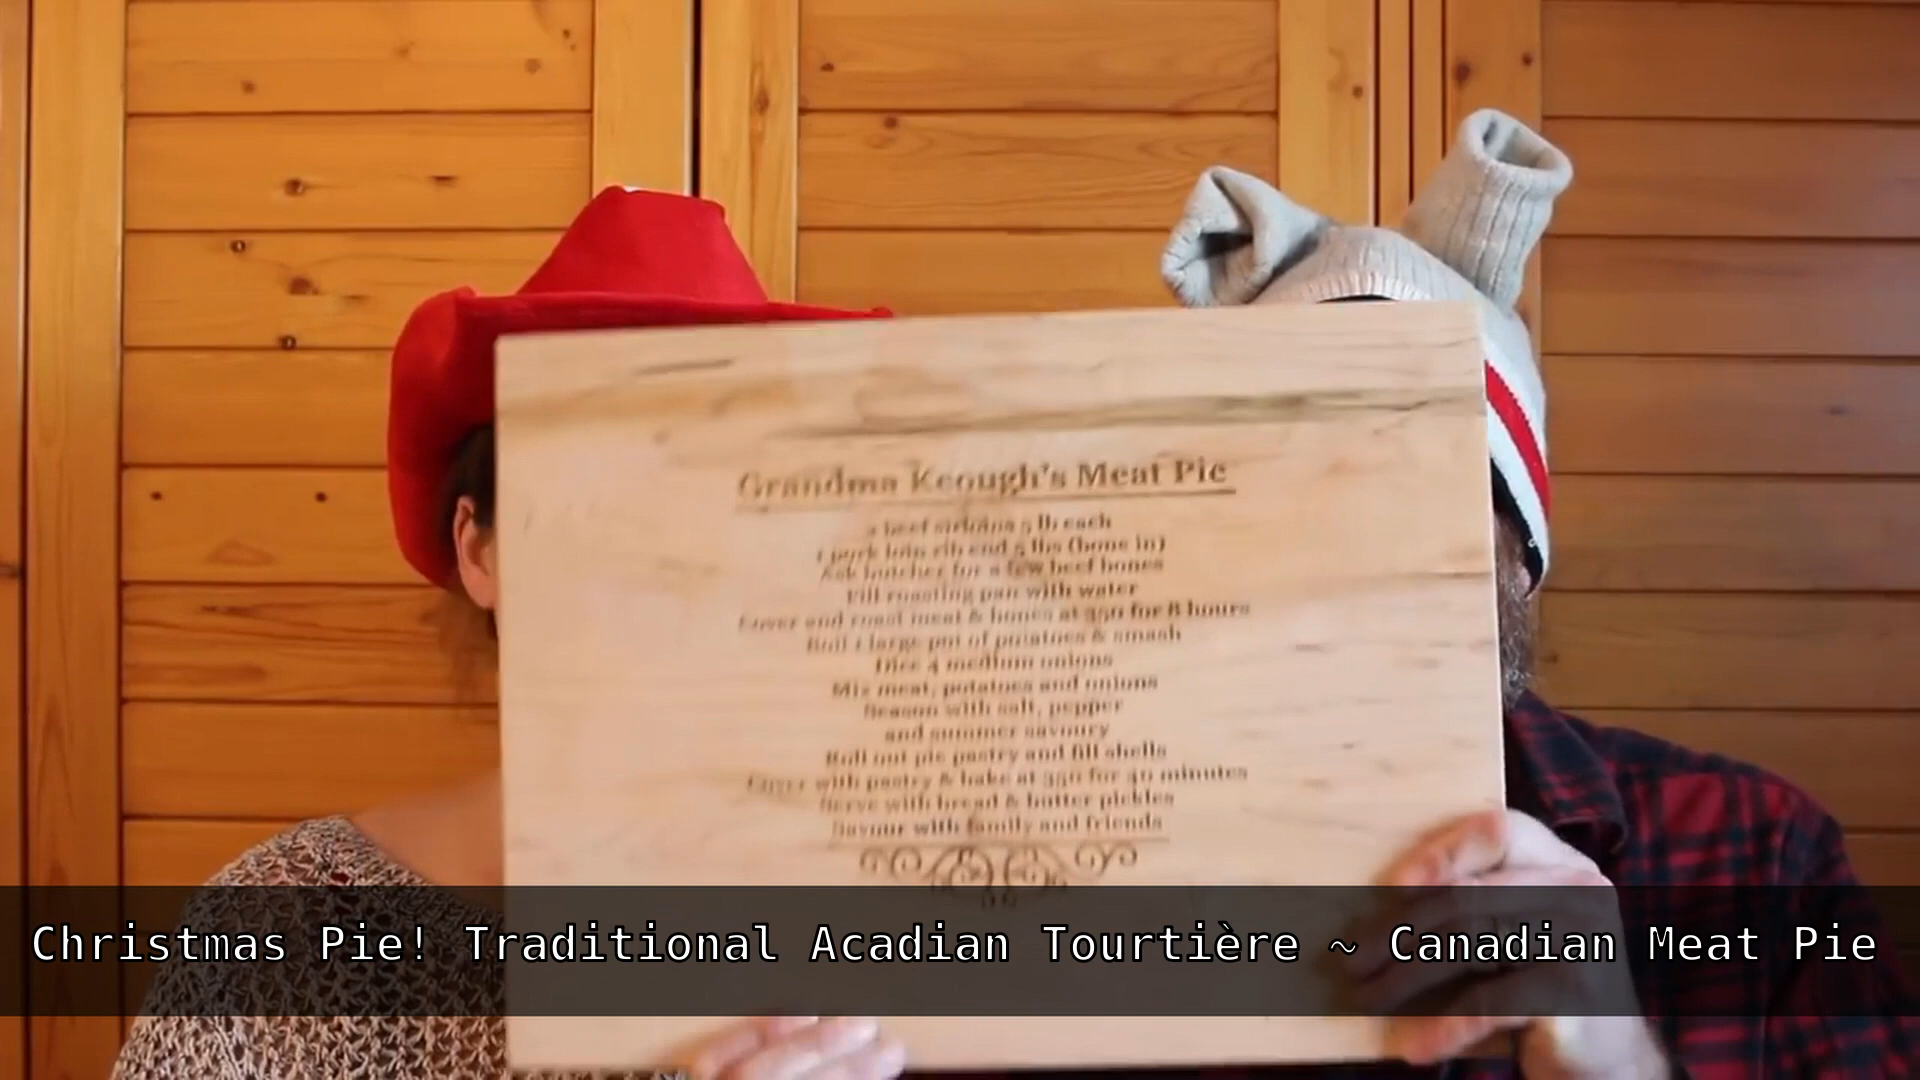 Grandma Keough's Meat Pie
2 beef sirloins 5 lb each
1 pork loin rib end 5 lbs (bone in)
Ask butcher for a few beef bones
Fill roasting pan with water
Cover and roast meat & bones at 350 for 8 hours
Boil 1 large pot of potatoes & smash
Dice 4 medium onions
Mix meat, potatoes and onions
Season with salt, pepper
and summer savoury
Roll out pie pastry and fill shells
Cover with pastry & bake at 350 for 40 minutes
Serve with bread & butter pickles
Savour with family and friends
Christmas Pie! Traditional Acadian Tourtière ~ Canadian Meat Pie